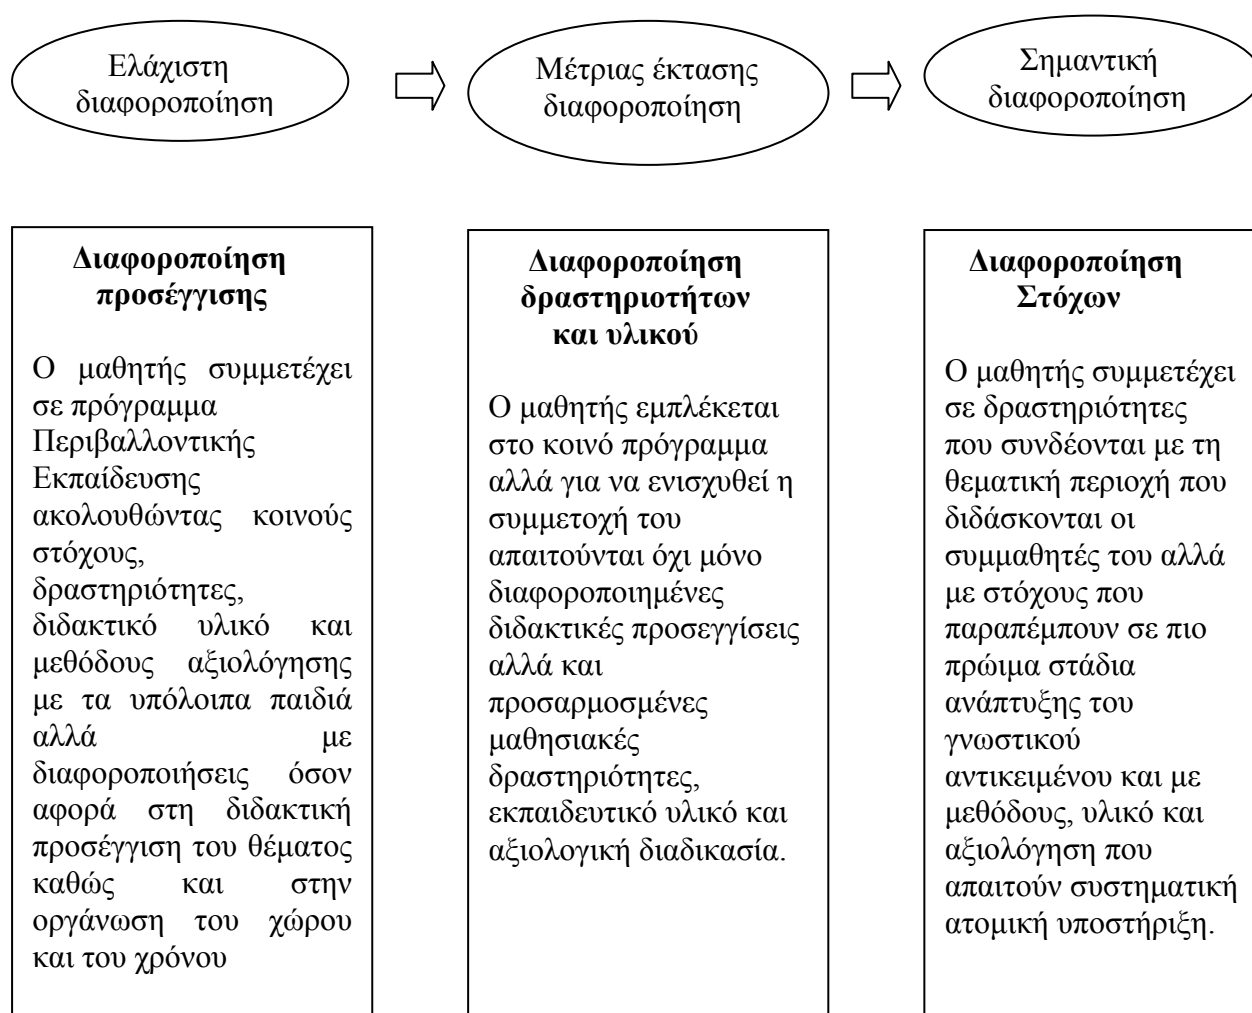 Ελάχιστη
διαφοροποίηση
Μέτριας έκτασης
διαφοροποίηση
Σημαντική
διαφοροποίηση
Διαφοροποίηση
προσέγγισης
Ο μαθητής συμμετέχει
σε πρόγραμμα
Περιβαλλοντικής
Εκπαίδευσης
ακολουθώντας κοινούς
στόχους,
δραστηριότητες,
διδακτικό υλικό και
μεθόδους αξιολόγησης
με τα υπόλοιπα παιδιά
αλλά με
διαφοροποιήσεις όσον
αφορά στη διδακτική
προσέγγιση του θέματος
καθώς και στην
οργάνωση του χώρου
και του χρόνου
Διαφοροποίηση
δραστηριοτήτων
και υλικού
Ο μαθητής εμπλέκεται
στο κοινό πρόγραμμα
αλλά για να ενισχυθεί η
συμμετοχή του
απαιτούνται όχι μόνο
διαφοροποιημένες
διδακτικές προσεγγίσεις
αλλά και
προσαρμοσμένες
μαθησιακές
δραστηριότητες,
εκπαιδευτικό υλικό και
αξιολογική διαδικασία.
Διαφοροποίηση
Στόχων
Ο μαθητής συμμετέχει
σε δραστηριότητες
που συνδέονται με τη
θεματική περιοχή που
διδάσκονται οι
συμμαθητές του αλλά
με στόχους που
παραπέμπουν σε πιο
πρώιμα στάδια
ανάπτυξης του
γνωστικού
αντικειμένου και με
μεθόδους, υλικό και
αξιολόγηση που
απαιτούν συστηματική
ατομική υποστήριξη.